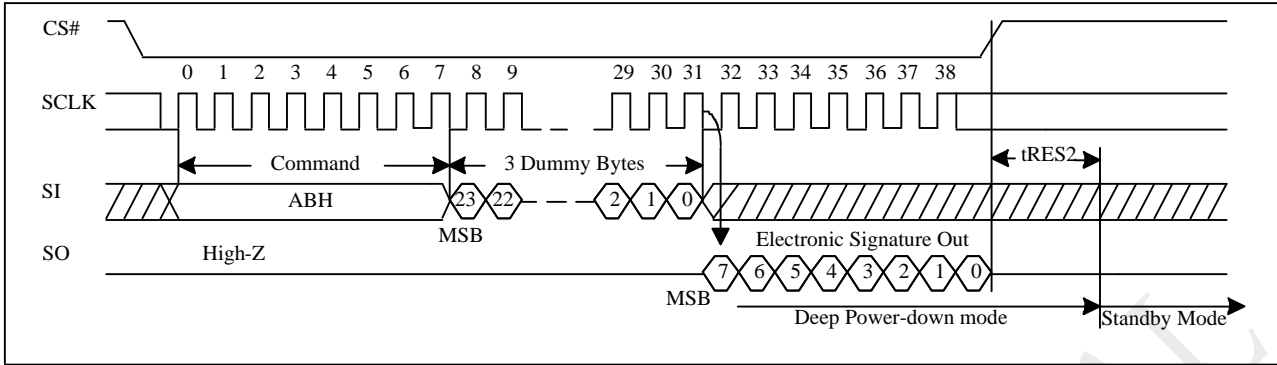 CS#
0 1 2 3 4 5 6 7 8 9 29 30 31 32 33 34 35 36 37 38
SCLK
Command 3 Dummy Bytes tRES2
SI ABH 23 22 2 1 0
MSB
SO High-Z Electronic Signature Out
7 6 5 4 3 2 1 0
MSB
Deep Power-down mode Standby Mode